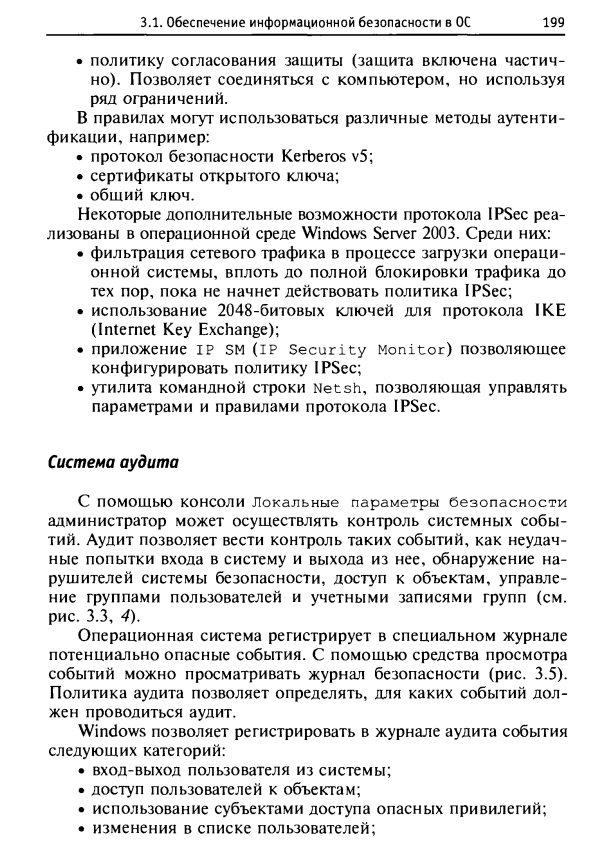 3.1. Обеспечение информационной безопасности в ОС 199
• политику согласования защиты (защита включена частич-
но). Позволяет соединяться с компьютером, но используя
ряд ограничений.
В правилах могут использоваться различные методы аутенти-
фикации, например:
• протокол безопасности Kerberos v5;
• сертификаты открытого ключа;
• общий ключ.
Некоторые дополнительные возможности протокола IPSec реа-
лизованы в операционной среде Windows Server 2003. Среди них:
• фильтрация сетевого трафика в процессе загрузки операци-
онной системы, вплоть до полной блокировки трафика до
тех пор, пока не начнет действовать политика IPSec;
• использование 2048-битовых ключей для протокола IKE
(Internet Key Exchange);
• приложение IP SM (IP Security Monitor) позволяющее
конфигурировать политику IPSec;
• утилита командной строки Netsh, позволяющая управлять
параметрами и правилами протокола IPSec.
Система аудита
С помощью консоли Локальные параметры безопасности
администратор может осуществлять контроль системных собы-
тий. Аудит позволяет вести контроль таких событий, как неудач-
ные попытки входа в систему и выхода из нее, обнаружение на-
рушителей системы безопасности, доступ к объектам, управле-
ние группами пользователей и учетными записями групп (см.
рис. 3.3, 4).
Операционная система регистрирует в специальном журнале
потенциально опасные события. С помощью средства просмотра
событий можно просматривать журнал безопасности (рис. 3.5).
Политика аудита позволяет определять, для каких событий дол-
жен проводиться аудит.
Windows позволяет регистрировать в журнале аудита события
следующих категорий:
• вход-выход пользователя из системы;
• доступ пользователей к объектам;
• использование субъектами доступа опасных привилегий;
• изменения в списке пользователей;